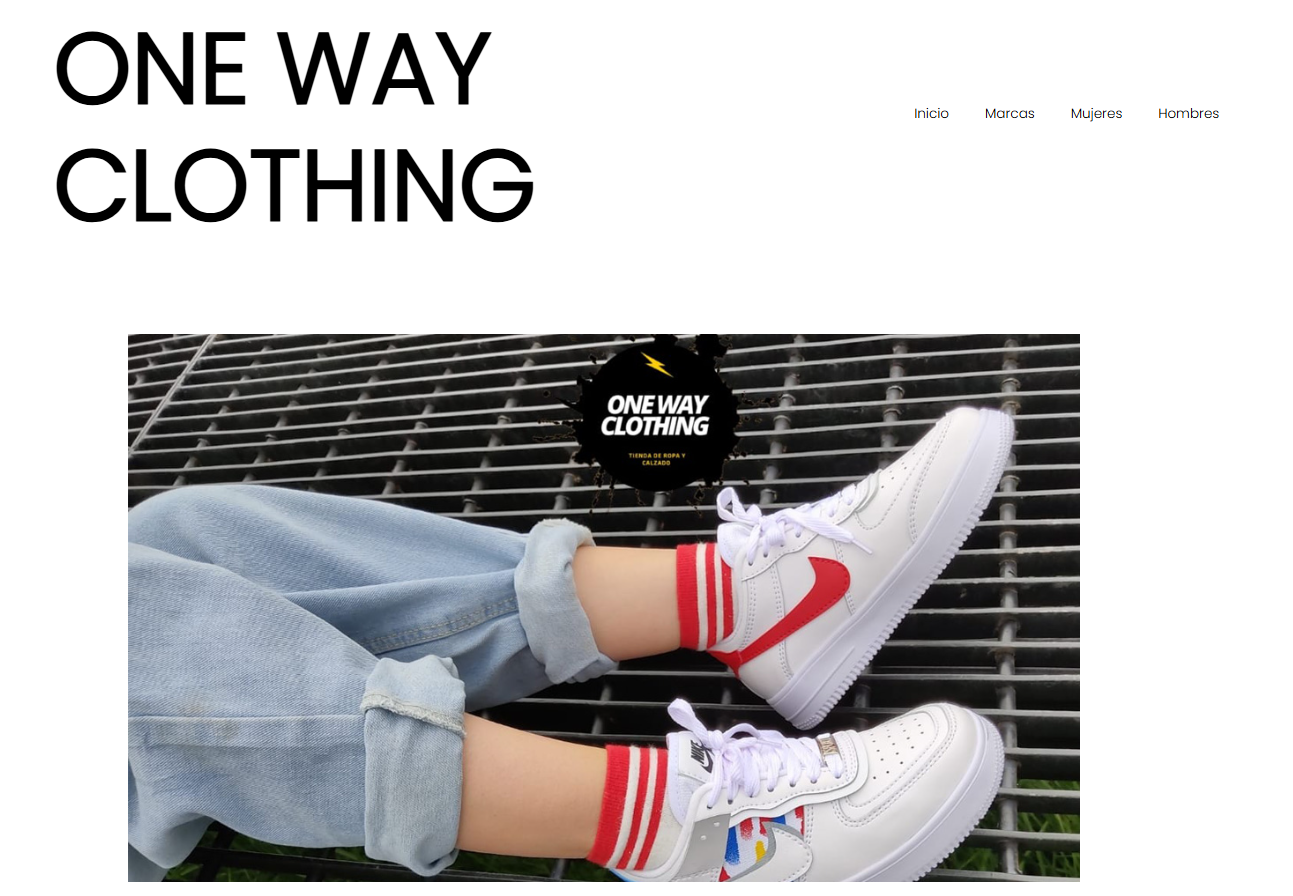 ONE WAY
CLOTHING
Inicio Marcas Mujeres Hombres
ONE WAY
CLOTHING
TIENDA DE ROPA Y
CALZADO
NIKE